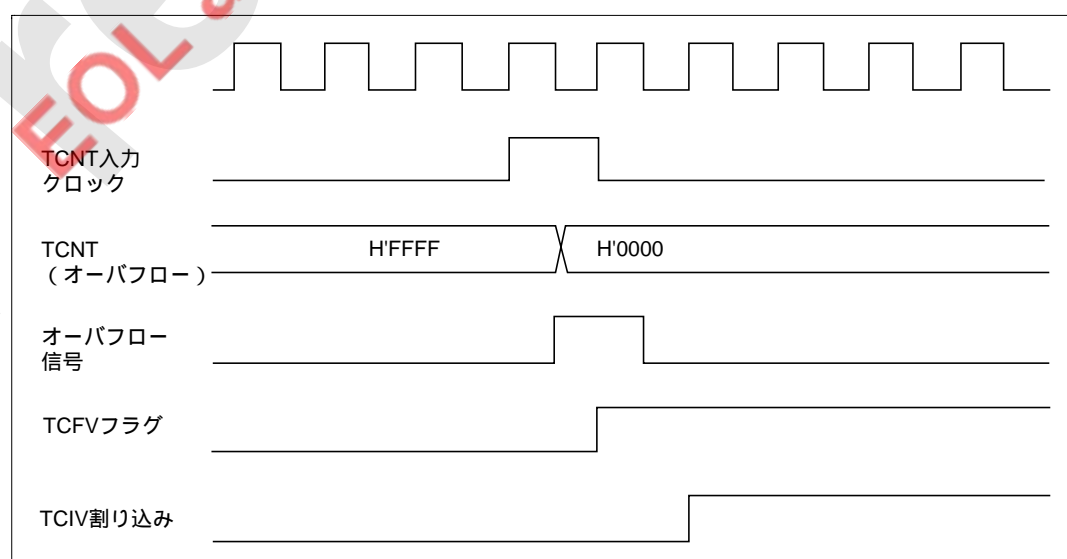 EOL a
re
TCNT入力
クロック
TCNT
（オーバフロー）
H'FFFF
H'0000
オーバフロー
信号
TCFVフラグ
TCIV割り込み